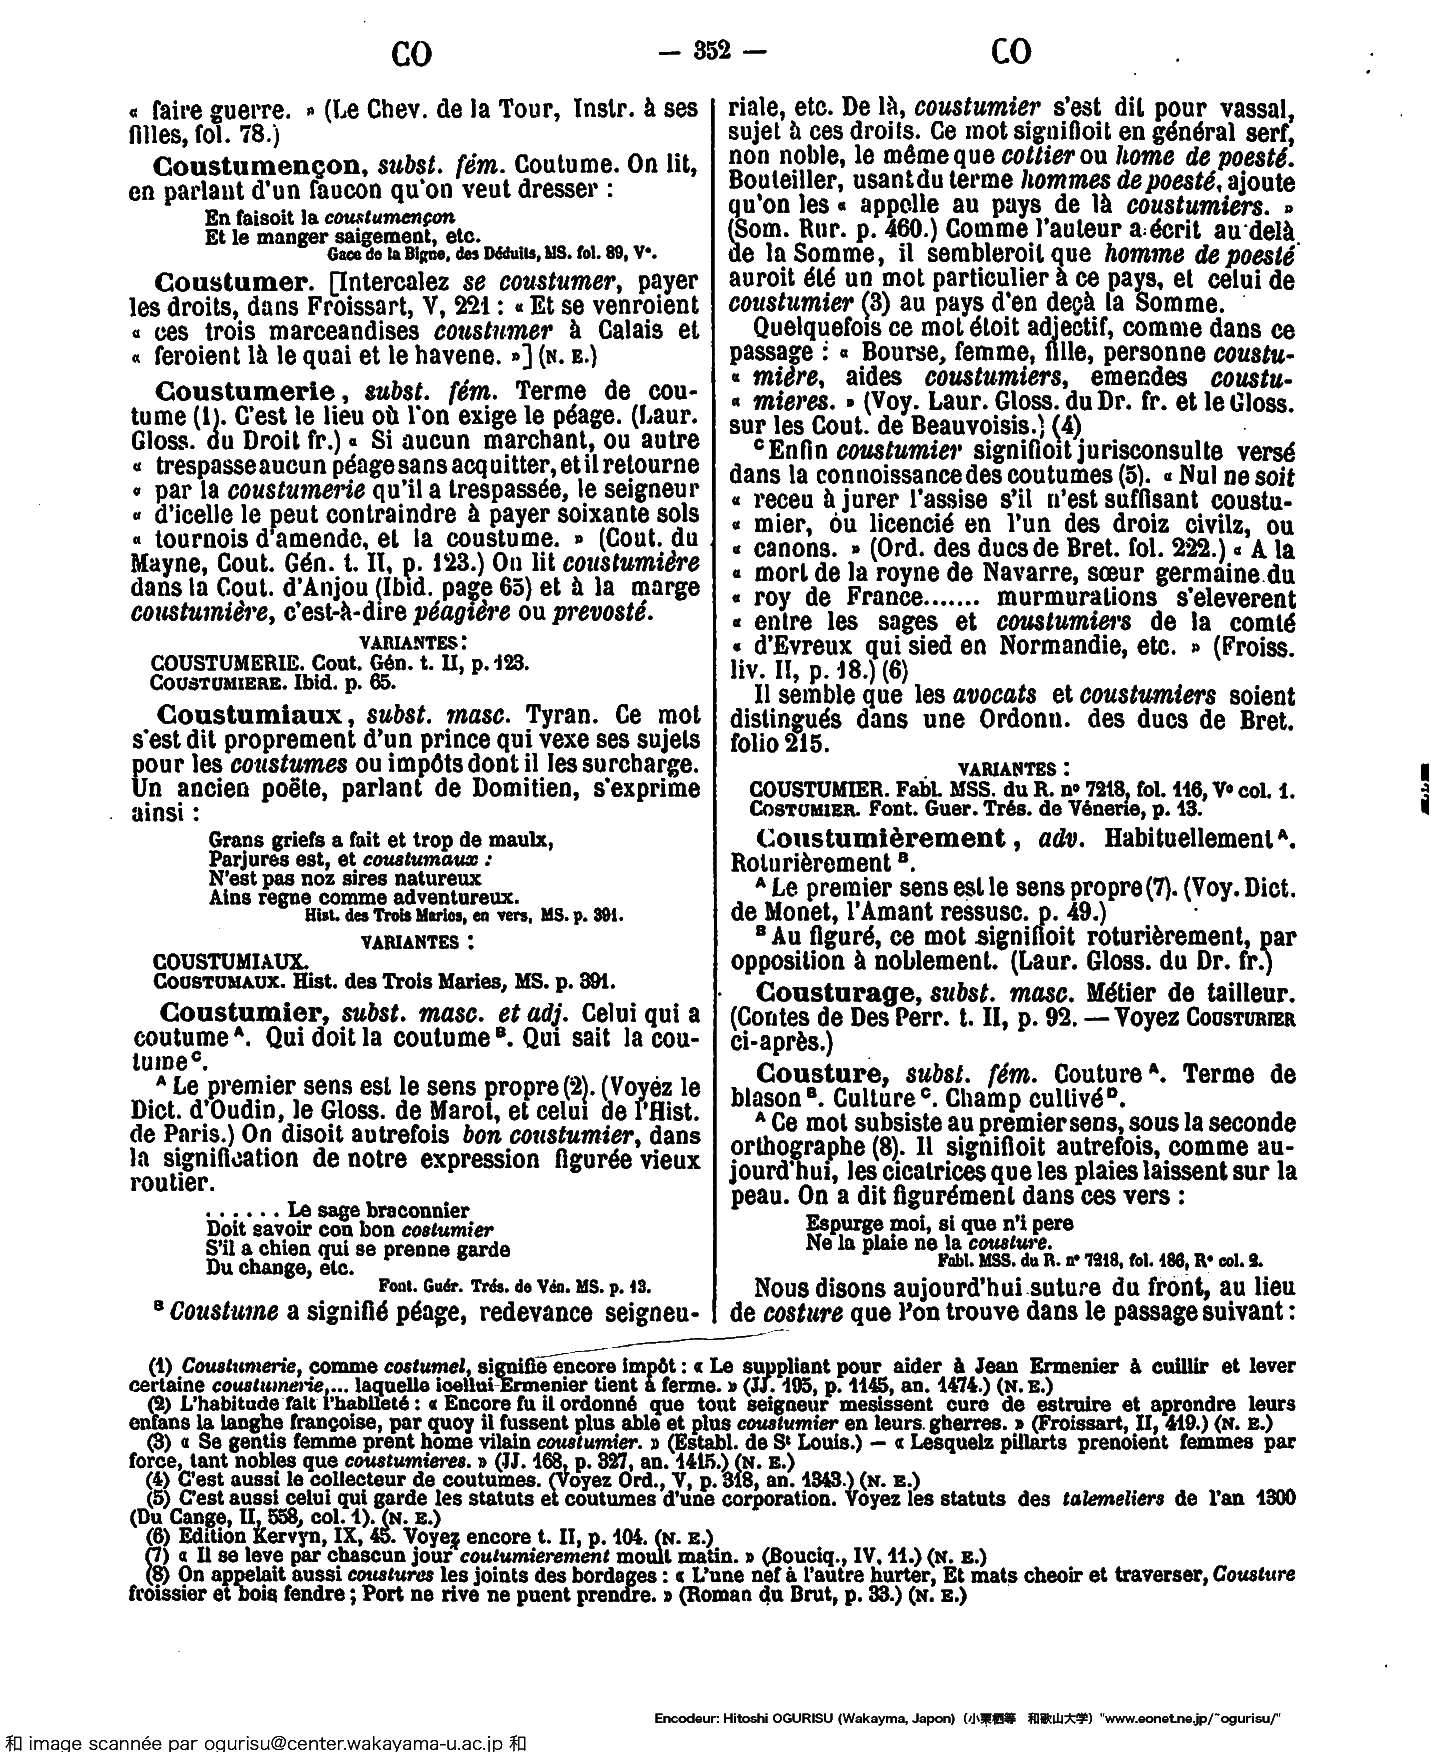 CO — 352 — CO
« faire guerre. » (Le Chev. de la Tour, Instr. à ses
filles, fol. 78.)
Coustumençon, subst. fém. Coutume. On lit,
en parlant d'un faucon qu'on veut dresser :
En faisoit la coustumençon
Et le manger saigement, etc.
Gace de la Bigne, des Déduits, MS. fol. 89, V°.
Coustumer. [Intercalez se coustumer, payer
les droits, dans Froissart, V, 221 : « Et se venroient
« ces trois marceandises coustumer à Calais et
« feroient là le quai et le havene. »] (N. E.)
Coustumerie, subst. fém. Terme de cou-
tume (1). C'est le lieu où l'on exige le péage. (Laur.
Gloss. du Droit fr.) « Si aucun marchant, ou autre
« trespasse aucun péage sans acquitter, et il retourne
« par la coustumerie qu'il a trespassée, le seigneur
« d'icelle le peut contraindre à payer soixante sols
« tournois d'amende, et la coustume. » (Cout. du
Mayne, Cout. Gén. t. II, p. 123.) On lit coustumière
dans la Cout. d'Anjou (Ibid. page 65) et à la marge
coustumière, c'est-à-dire péagière ou prevosté.
VARIANTES :
COUSTUMERIE. Cout. Gén. t. II, p. 123.
COUSTUMIERE. Ibid. p. 65.
Coustumiaux, subst. masc. Tyran. Ce mot
s'est dit proprement d'un prince qui vexe ses sujets
pour les coustumes ou impôts dont il les surcharge.
Un ancien poëte, parlant de Domitien, s'exprime
ainsi :
Grans griefs a fait et trop de maulx,
Parjures est, et coustumaux :
N'est pas noz sires natureux
Ains regne comme adventureux.
Hist. des Trois Maries, en vers, MS. p. 391.
VARIANTES :
COUSTUMIAUX.
COUSTUMAUX. Hist. des Trois Maries, MS. p. 391.
Coustumier, subst. masc. et adj. Celui qui a
coutume A. Qui doit la coutume B. Qui sait la cou-
tume C.
A Le premier sens est le sens propre (2). (Voyez le
Dict. d'Oudin, le Gloss. de Marot, et celui de l'Hist.
de Paris.) On disoit autrefois bon coustumier, dans
la signification de notre expression figurée vieux
routier.
. . . . . . Le sage braconnier
Doit savoir con bon costumier
S'il a chien qui se prenne garde
Du change, etc.
Font. Guér. Trés. de Vén. MS. p. 13.
B Coustume a signifié péage, redevance seigneu-
riale, etc. De là, coustumier s'est dit pour vassal,
sujet à ces droits. Ce mot signifioit en général serf,
non noble, le même que cottier ou home de poesté.
Bouteiller, usant du terme hommes de poesté, ajoute
qu'on les « appelle au pays de là coustumiers. »
(Som. Rur. p. 460.) Comme l'auteur a écrit au delà
de la Somme, il sembleroit que homme de poesté
auroit été un mot particulier à ce pays, et celui de
coustumier (3) au pays d'en deçà la Somme.
Quelquefois ce mot étoit adjectif, comme dans ce
passage : « Bourse, femme, fille, personne coustu-
« mière, aides coustumiers, emendes coustu-
« mieres. » (Voy. Laur. Gloss. du Dr. fr. et le Gloss.
sur les Cout. de Beauvoisis.) (4)
C Enfin coustumier signifioit jurisconsulte versé
dans la connoissance des coutumes (5). « Nul ne soit
« receu à jurer l'assise s'il n'est suffisant coustu-
« mier, ou licencié en l'un des droiz civilz, ou
« canons. » (Ord. des ducs de Bret. fol. 222.) « A la
« mort de la royne de Navarre, sœur germaine du
« roy de France....... murmurations s'eleverent
« entre les sages et coustumiers de la comté
« d'Evreux qui sied en Normandie, etc. » (Froiss.
liv. II, p. 18.) (6)
Il semble que les avocats et coustumiers soient
distingués dans une Ordonn. des ducs de Bret.
folio 215.
VARIANTES :
COUSTUMIER. Fabl. MSS. du R. n° 7218, fol. 116, V° col. 1.
COSTUMIER. Font. Guer. Trés. de Vénerie, p. 13.
Coustumièrement, adv. Habituellement A.
Roturièrement B.
A Le premier sens est le sens propre (7). (Voy. Dict.
de Monet, l'Amant ressusc. p. 49.)
B Au figuré, ce mot signifioit roturièrement, par
opposition à noblement. (Laur. Gloss. du Dr. fr.)
Cousturage, subst. masc. Métier de tailleur.
(Contes de Des Perr. t. II, p. 92. — Voyez COUSTURIER
ci-après.)
Cousture, subst. fém. Couture A. Terme de
blason B. Culture C. Champ cultivé D.
A Ce mot subsiste au premier sens, sous la seconde
orthographe (8). Il signifioit autrefois, comme au-
jourd'hui, les cicatrices que les plaies laissent sur la
peau. On a dit figurément dans ces vers :
Espurge moi, si que n'i pere
Ne la plaie ne la cousture.
Fabl. MSS. du R. n° 7218, fol. 186, R° col. 2.
Nous disons aujourd'hui suture du front, au lieu
de costure que l'on trouve dans le passage suivant :
(1) Coustumerie, comme costumel, signifie encore impôt : « Le suppliant pour aider à Jean Ermenier à cuillir et lever
certaine coustumerie,... laquelle icellui Ermenier tient à ferme. » (JJ. 195, p. 1145, an. 1474.) (N. E.)
(2) L'habitude fait l'habileté : « Encore fu il ordonné que tout seigneur mesissent cure de estruire et aprendre leurs
enfans la langhe françoise, par quoy il fussent plus able et plus coustumier en leurs gherres. » (Froissart, II, 419.) (N. E.)
(3) « Se gentis femme prent home vilain coustumier. » (Establ. de St Louis.) — « Lesquelz pillarts prenoient femmes par
force, tant nobles que coustumieres. » (JJ. 168, p. 327, an. 1415.) (N. E.)
(4) C'est aussi le collecteur de coutumes. (Voyez Ord., V, p. 318, an. 1343.) (N. E.)
(5) C'est aussi celui qui garde les statuts et coutumes d'une corporation. Voyez les statuts des talemeliers de l'an 1300
(Du Cange, II, 558, col. 1). (N. E.)
(6) Edition Kervyn, IX, 45. Voyez encore t. II, p. 104. (N. E.)
(7) « Il se leve par chascun jour coutumierement moult matin. » (Bouciq., IV, 11.) (N. E.)
(8) On appelait aussi coustures les joints des bordages : « L'une nef à l'autre hurter, Et mats cheoir et traverser, Cousture
froissier et bois fendre ; Port ne rive ne puent prendre. » (Roman du Brut, p. 33.) (N. E.)
Encodeur: Hitoshi OGURISU (Wakayma, Japon) (小栗栖等 和歌山大学) "www.eonet.ne.jp/~ogurisu/"
和 image scannée par ogurisu@center.wakayama-u.ac.jp 和